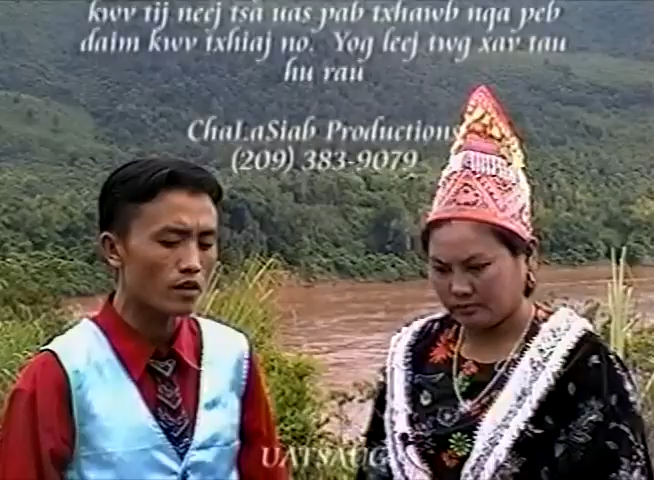 kwv tij neej tsa uas pab txhawb nqa peb
daim kwv txhiaj no. Yog leej twg xav tau
hu rau
ChaLaSiab Productions
(209) 383-9079
UATSAUG